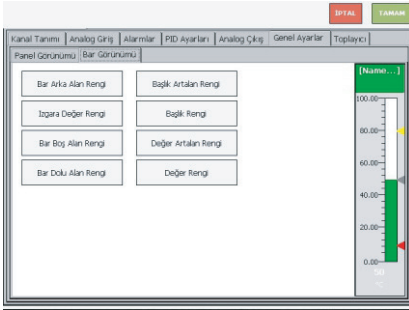 İPTAL TAMAM
Kanal Tanımı Analog Giriş Alarmlar PID Ayarları Analog Çıkış Genel Ayarlar Toplayıcı
Panel Görünümü Bar Görünümü
[Name...]
Bar Arka Alan Rengi Başlık Artalan Rengi
100.00
Izgara Değer Rengi Başlık Rengi
80.00
Bar Boş Alan Rengi Değer Artalan Rengi
60.00
Bar Dolu Alan Rengi Değer Rengi
40.00
20.00
0.00
50
°C